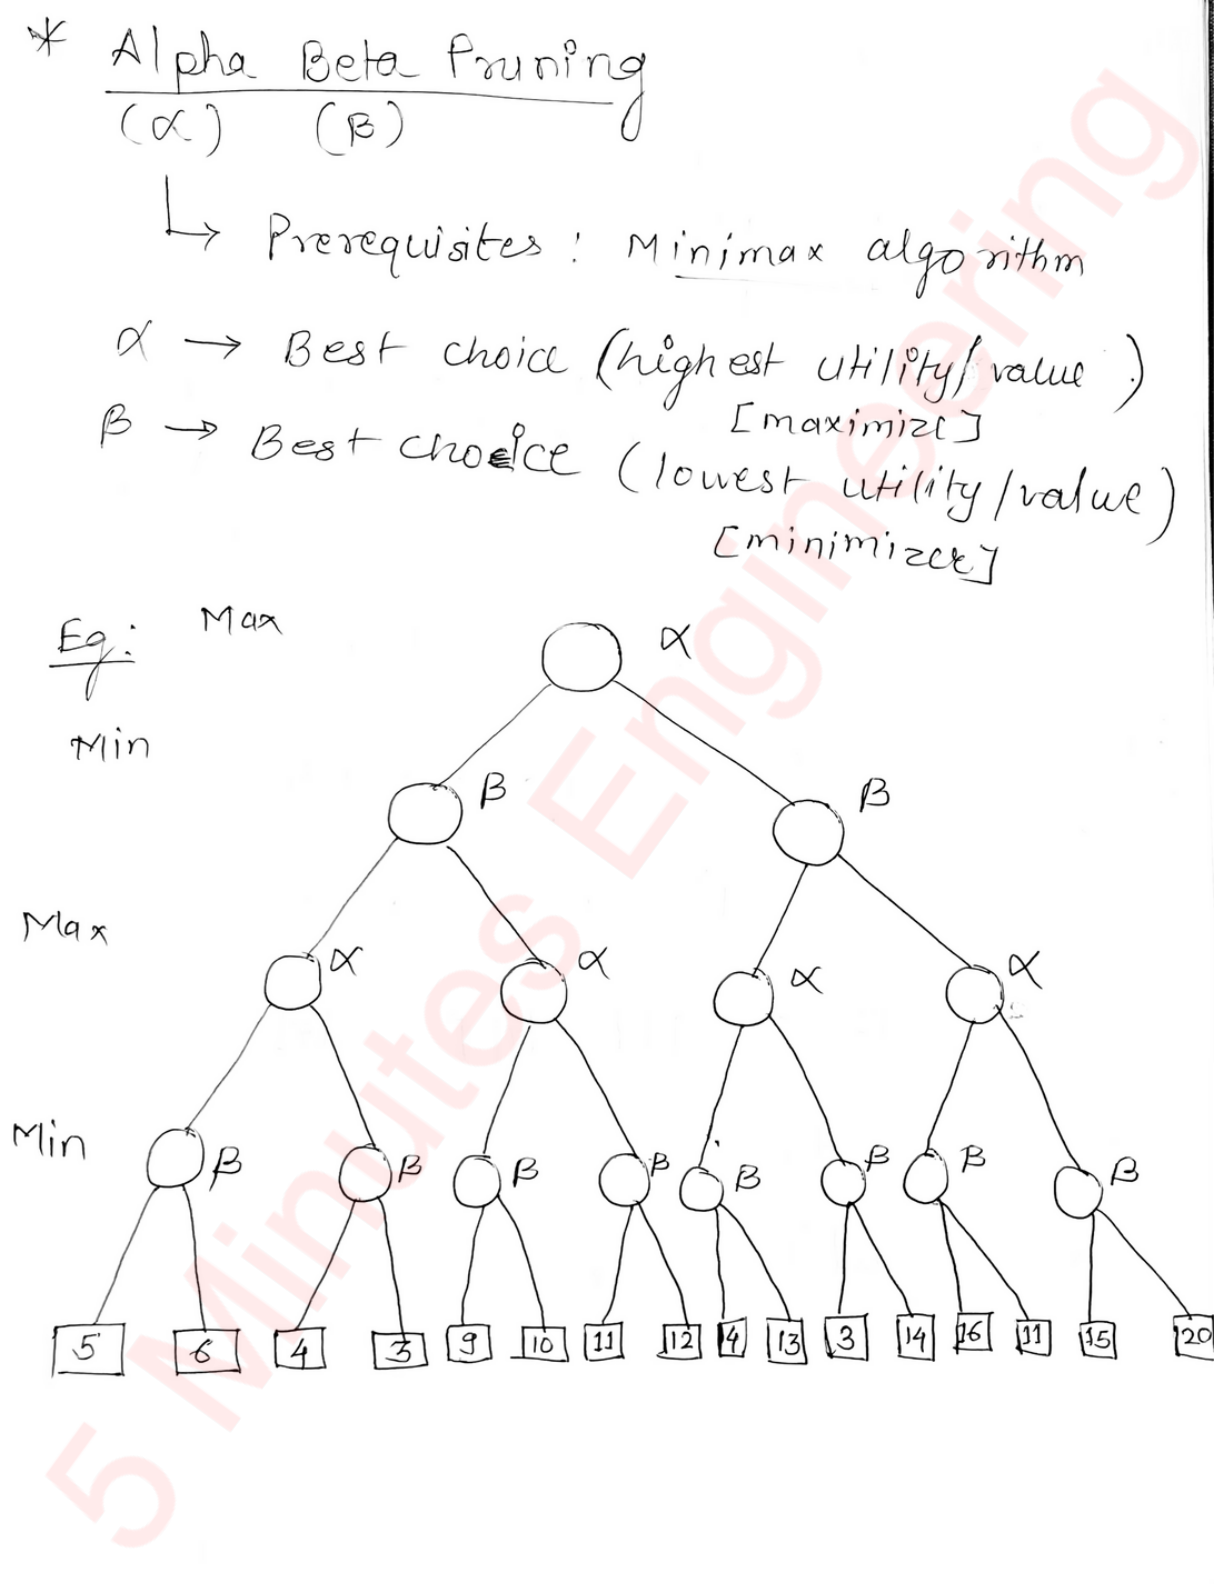 * Alpha Beta Pruning
(α) (β)
↳ Prerequisites : Minimax algorithm
α → Best choice (highest utility/value)
[maximize]
β → Best choice (lowest utility/value)
[minimizer]
Eg: Max α
Min
β β
Max
α α α α
Min
β β β β β β β β
5 6 4 3 9 10 11 12 4 13 3 14 16 11 15 20
5 Minutes Engineering